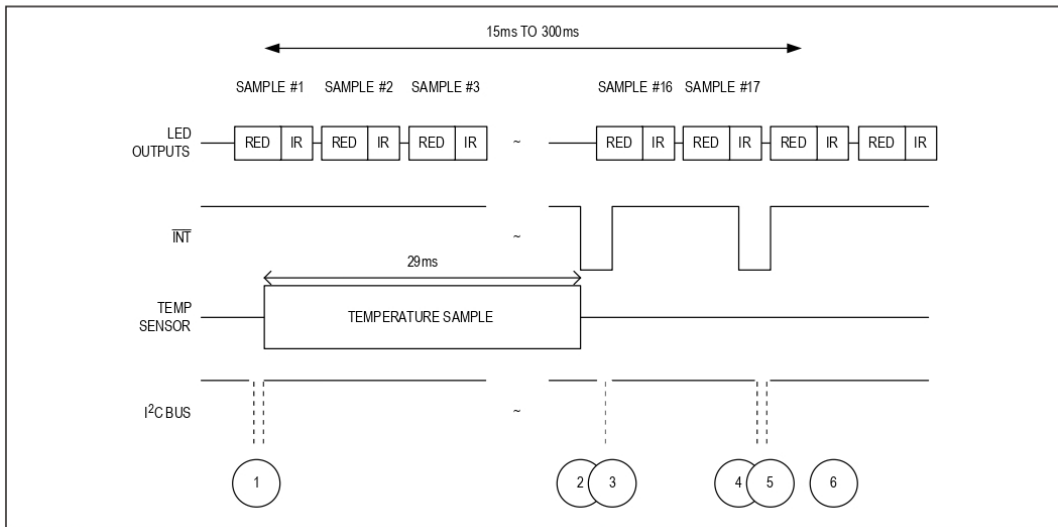 15ms TO 300ms
SAMPLE #1 SAMPLE #2 SAMPLE #3 SAMPLE #16 SAMPLE #17
LED
OUTPUTS
RED IR RED IR RED IR ~ RED IR RED IR RED IR RED IR
INT ~
29ms
TEMP
SENSOR
TEMPERATURE SAMPLE
I²C BUS ~
1 2 3 4 5 6